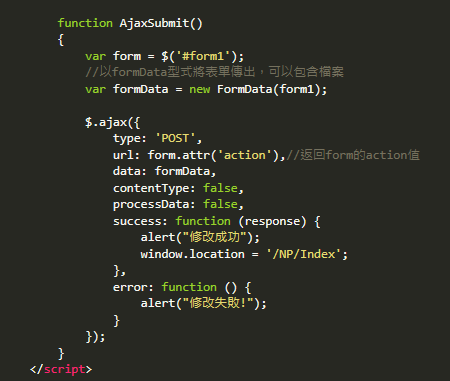 function AjaxSubmit()
{
var form = $('#form1');
//以formData型式將表單傳出，可以包含檔案
var formData = new FormData(form1);
$.ajax({
type: 'POST',
url: form.attr('action'),//返回form的action值
data: formData,
contentType: false,
processData: false,
success: function (response) {
alert("修改成功");
window.location = '/NP/Index';
},
error: function () {
alert("修改失敗!");
}
});
}
</script>